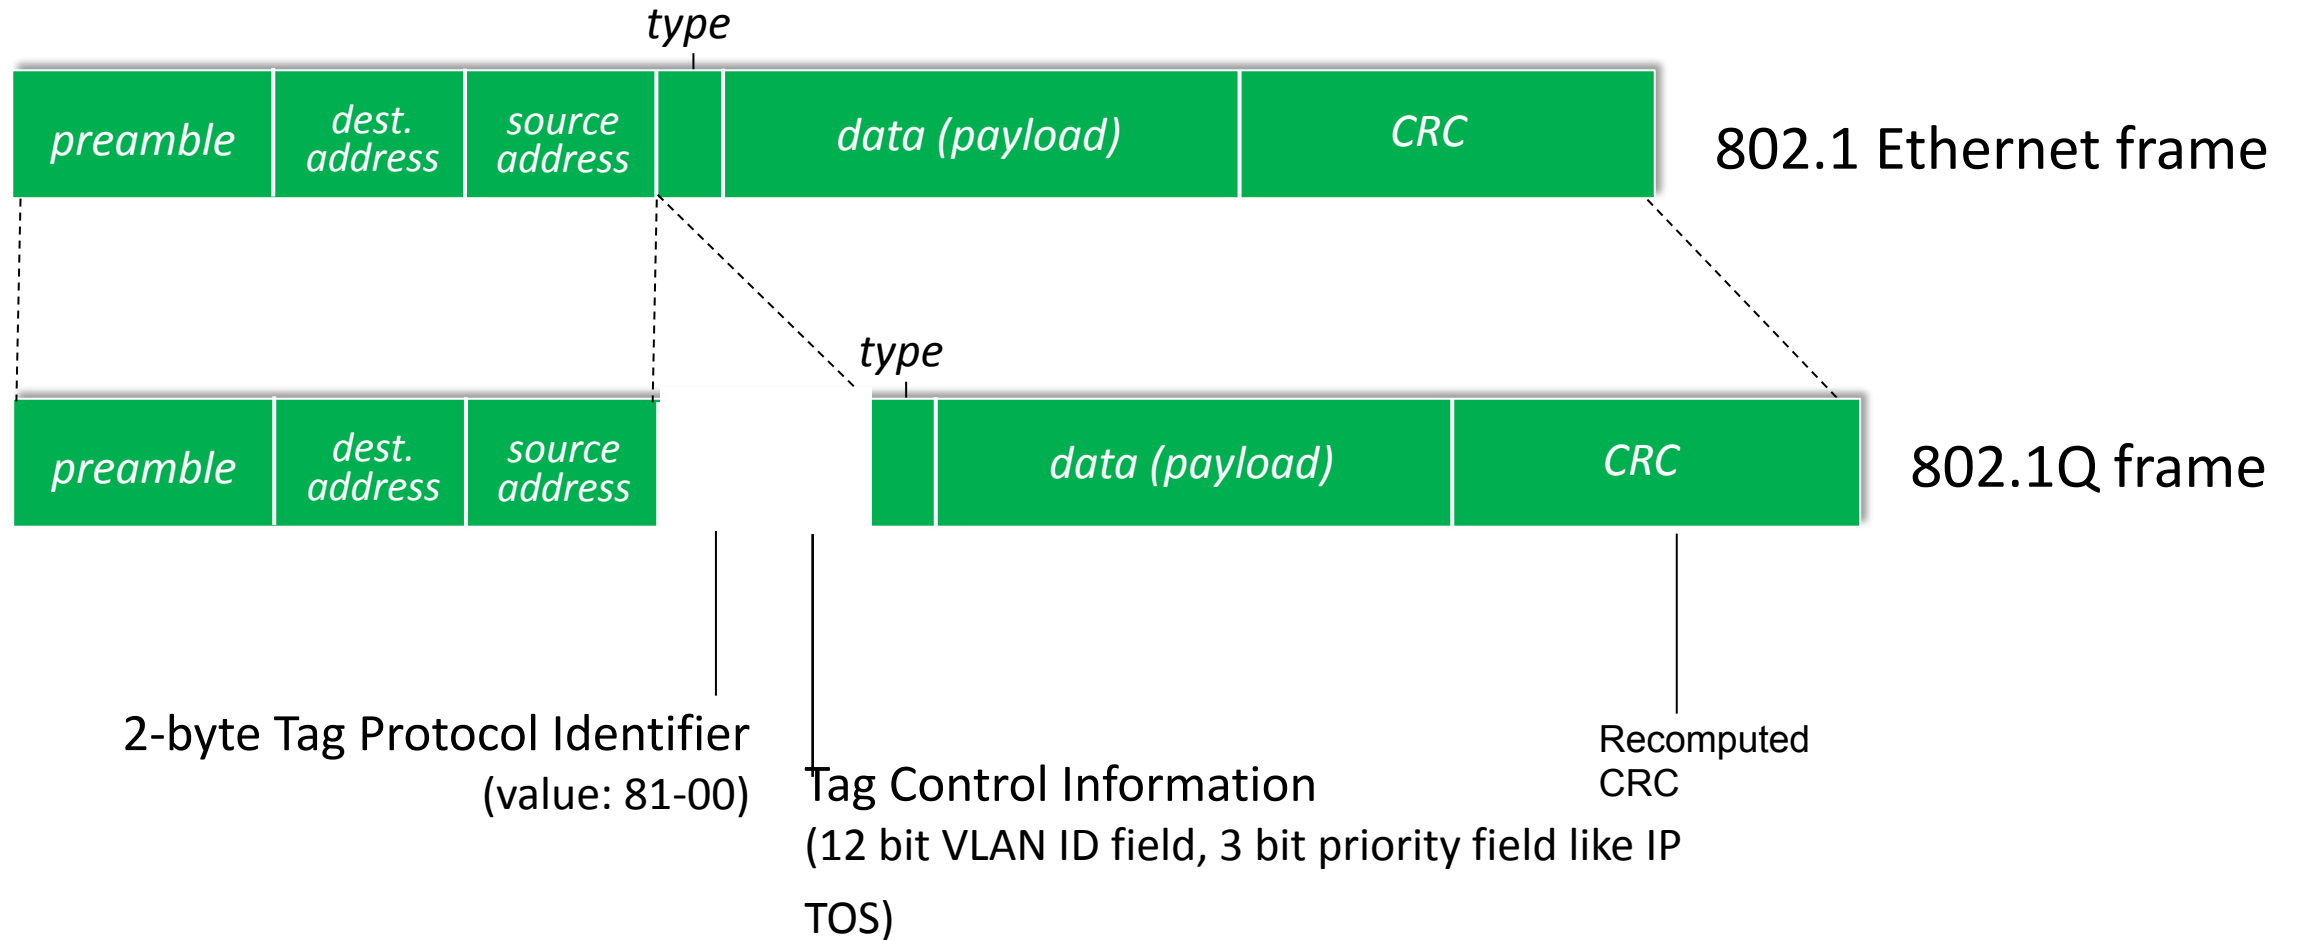 type
preamble
dest.
address
source
address
data (payload)
CRC
802.1 Ethernet frame
type
preamble
dest.
address
source
address
data (payload)
CRC
802.1Q frame
2-byte Tag Protocol Identifier
(value: 81-00)
Tag Control Information
(12 bit VLAN ID field, 3 bit priority field like IP
TOS)
Recomputed
CRC